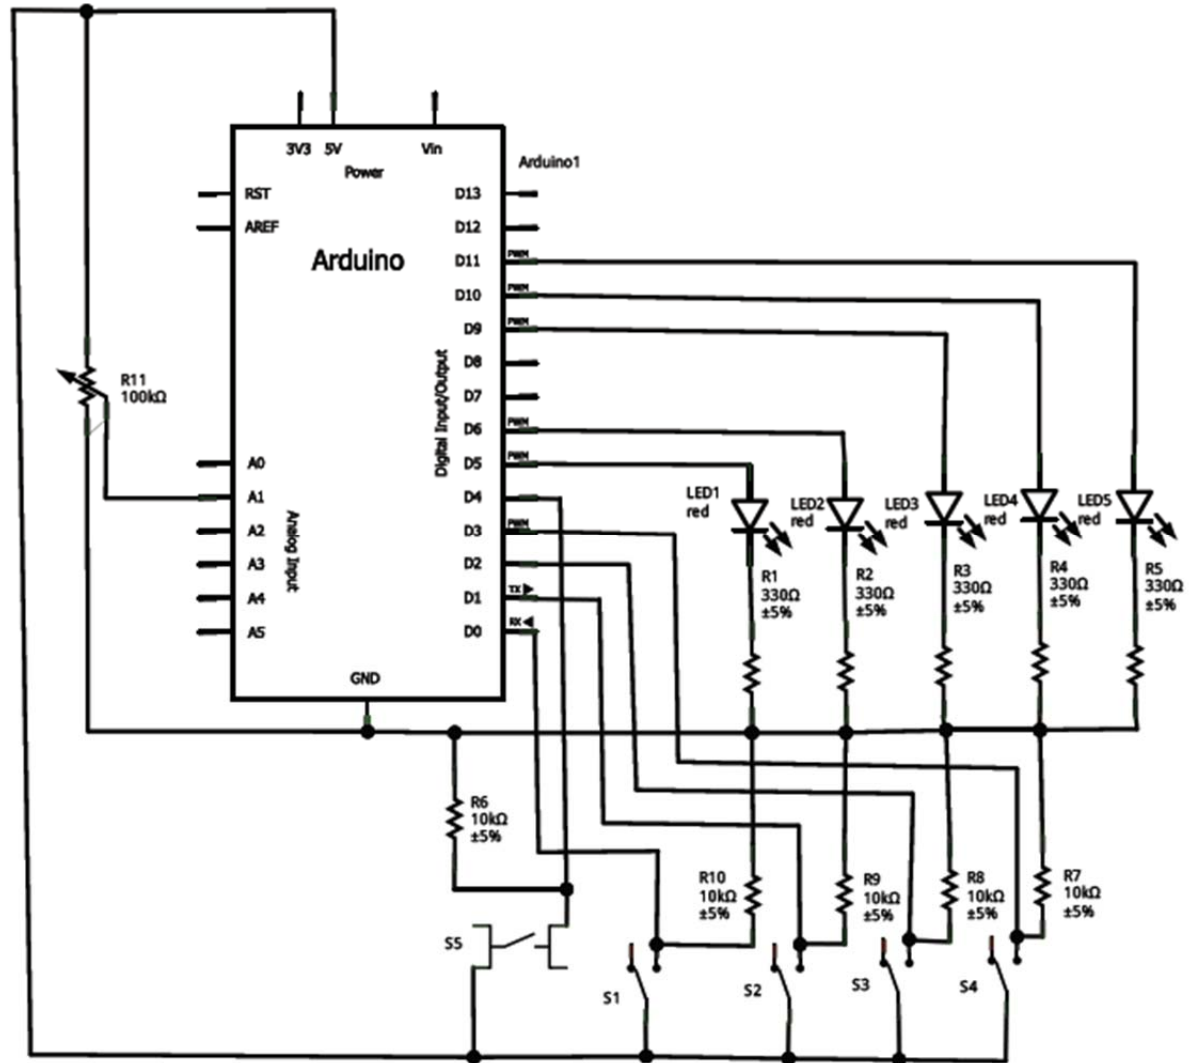 3V3 5V Vin
Power
Arduino1
RST
AREF
Arduino
D13
D12
D11
PWM
D10
PWM
D9
PWM
D8
D7
D6
PWM
D5
PWM
D4
D3
PWM
D2
D1
TX
D0
RX
Digital Input/Output
R11
100kΩ
A0
A1
A2
A3
A4
A5
Analog Input
GND
LED1
red
LED2
red
LED3
red
LED4
red
LED5
red
R1
330Ω
±5%
R2
330Ω
±5%
R3
330Ω
±5%
R4
330Ω
±5%
R5
330Ω
±5%
R6
10kΩ
±5%
R10
10kΩ
±5%
R9
10kΩ
±5%
R8
10kΩ
±5%
R7
10kΩ
±5%
S5
S1
S2
S3
S4